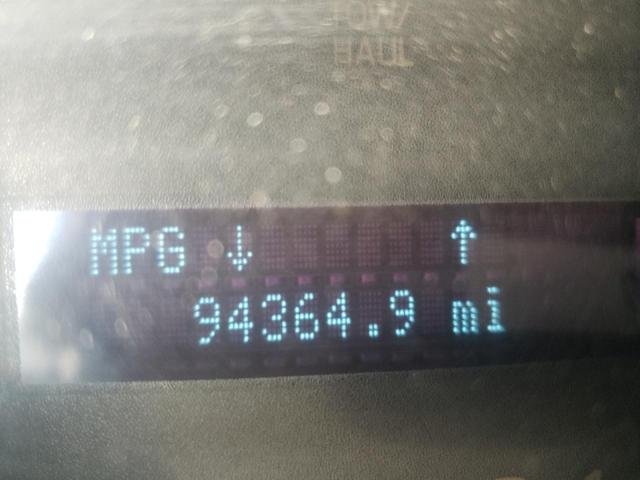 TOW/
HAUL
MPG ↓ ↑
94364.9 mi